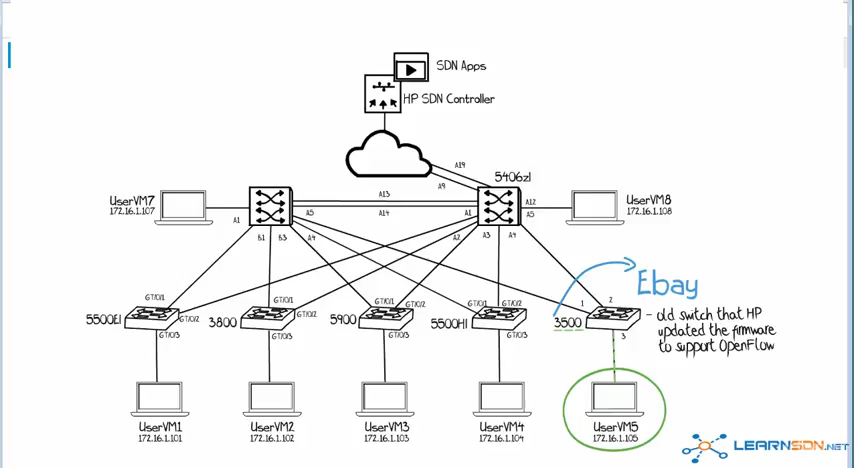 SDN Apps
HP SDN Controller
A19
A9
5406zl
UserVM7
172.16.1.107
A13
A14
A12
UserVM8
172.16.1.108
A1
A5
A1
A5
B1
B3
A4
A2
A3
A4
Ebay
GT/0/1
GT/0/1
GT/0/1
GT/0/2
GT/0/1
GT/0/2
1
2
5500EI
GT/0/2
3800
GT/0/2
5900
5500HI
3500
- old switch that HP
updated the firmware
to support OpenFlow
GT/0/3
GT/0/3
GT/0/3
GT/0/3
3
UserVM1
172.16.1.101
UserVM2
172.16.1.102
UserVM3
172.16.1.103
UserVM4
172.16.1.104
UserVM5
172.16.1.105
LEARNSDN.NET